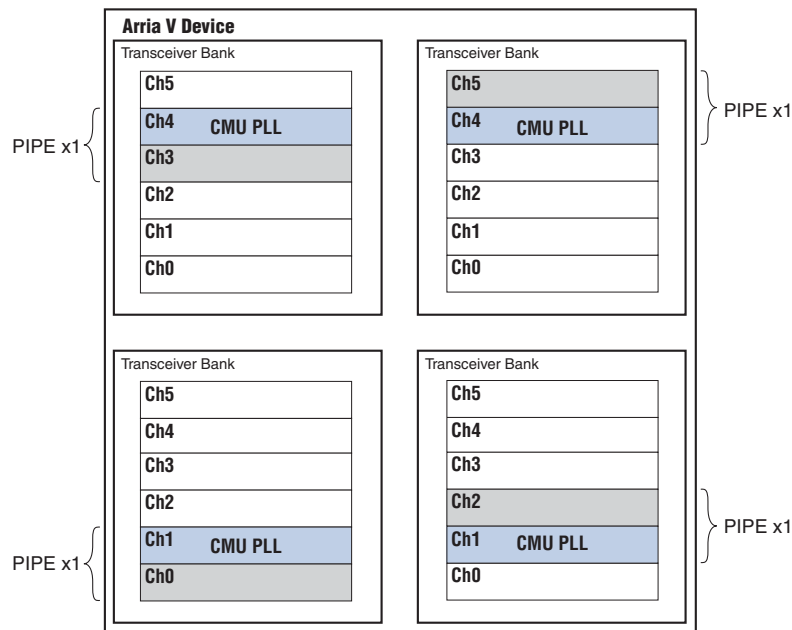 Arria V Device
Transceiver Bank
Ch5
Ch4 CMU PLL
Ch3
Ch2
Ch1
Ch0
PIPE x1
Transceiver Bank
Ch5
Ch4 CMU PLL
Ch3
Ch2
Ch1
Ch0
PIPE x1
Transceiver Bank
Ch5
Ch4
Ch3
Ch2
Ch1 CMU PLL
Ch0
PIPE x1
Transceiver Bank
Ch5
Ch4
Ch3
Ch2
Ch1 CMU PLL
Ch0
PIPE x1